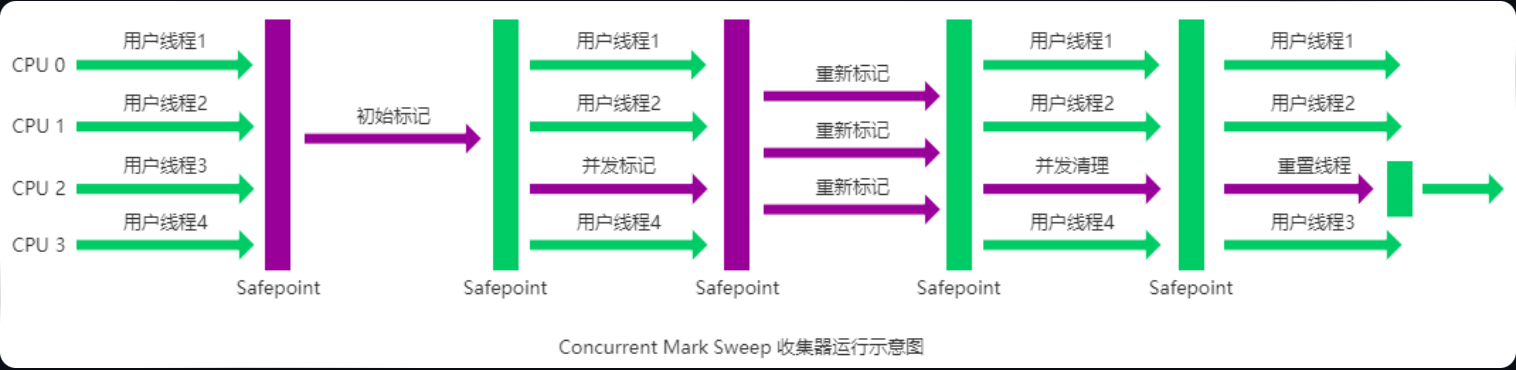 用户线程1
用户线程1
用户线程1
用户线程1
CPU 0
重新标记
用户线程2
用户线程2
用户线程2
用户线程2
初始标记
CPU 1
重新标记
用户线程3
并发标记
并发清理
重置线程
CPU 2
重新标记
用户线程4
用户线程4
用户线程4
用户线程3
CPU 3
Safepoint
Safepoint
Safepoint
Safepoint
Safepoint
Concurrent Mark Sweep 收集器运行示意图